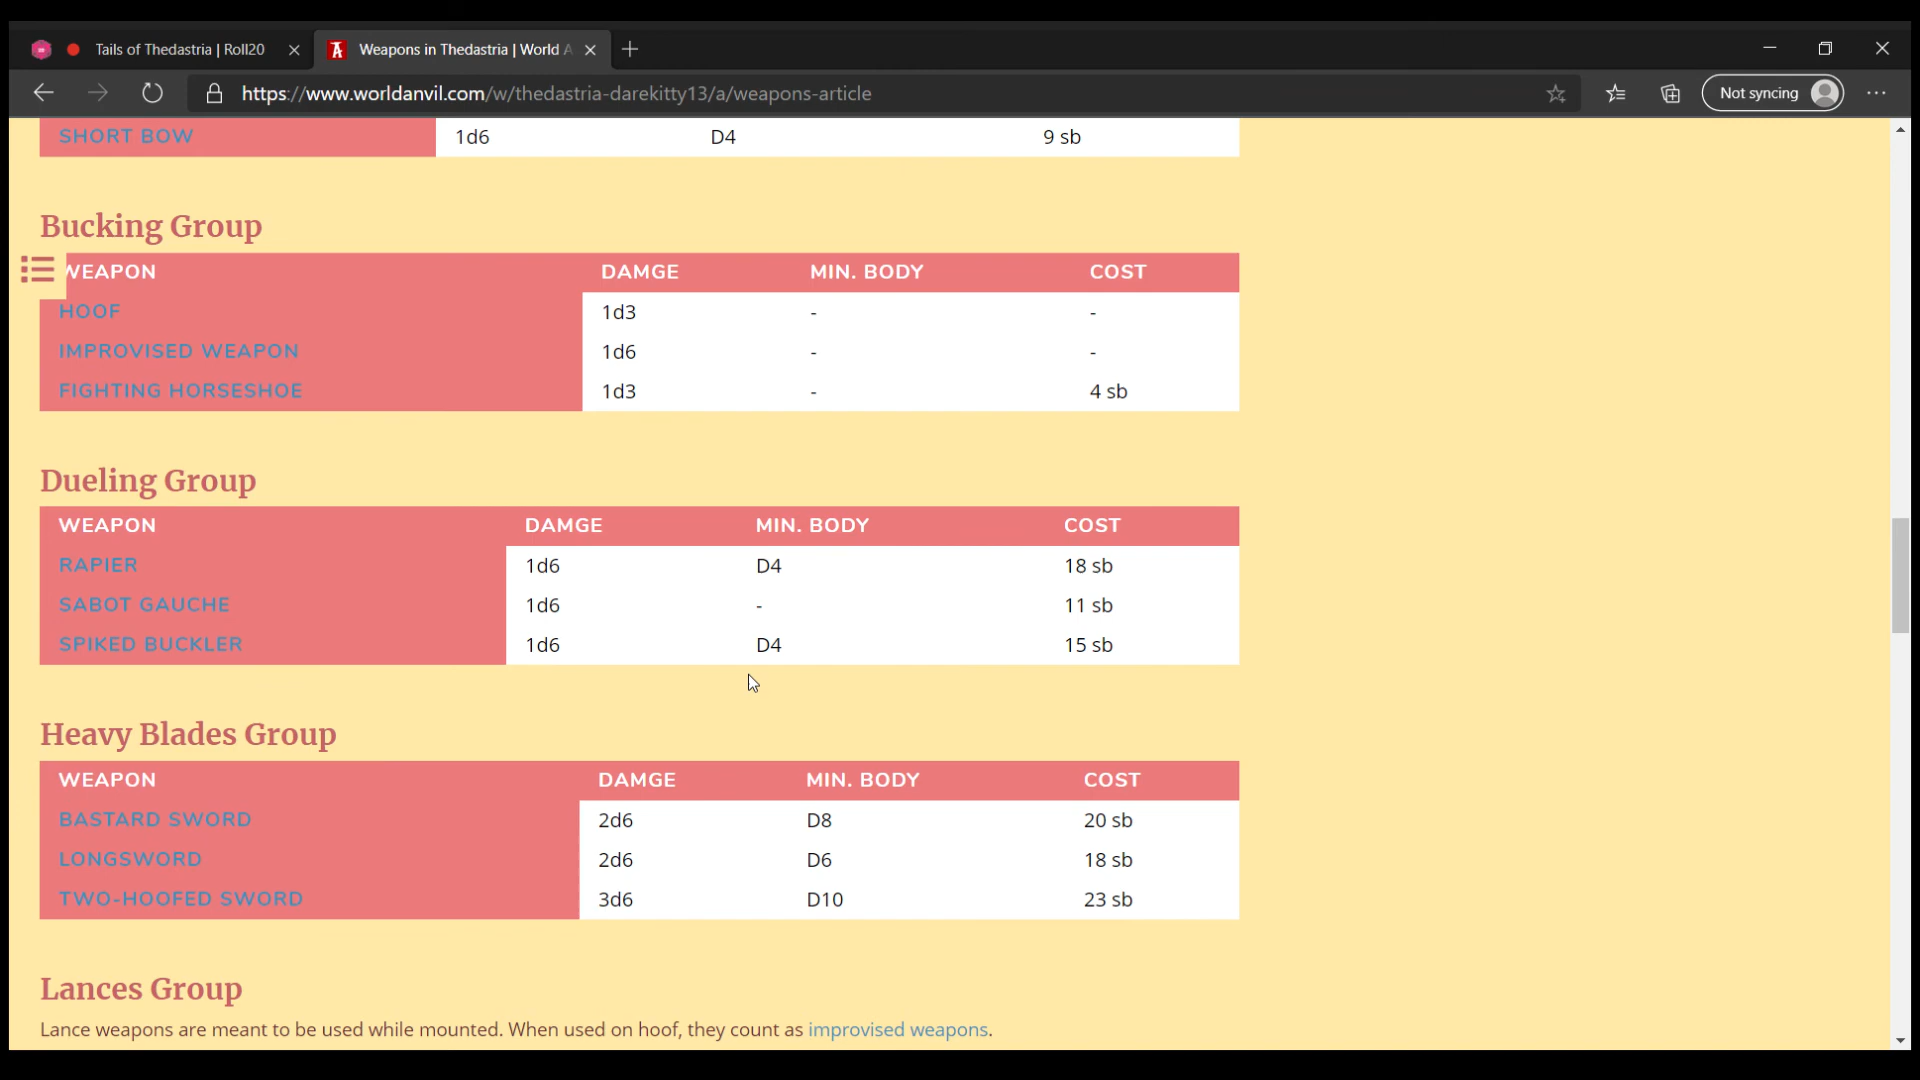 Tails of Thedastria | Roll20
Weapons in Thedastria | World A
https://www.worldanvil.com/w/thedastria-darekitty13/a/weapons-article
Not syncing
SHORT BOW 1d6 D4 9 sb
Bucking Group
WEAPON DAMGE MIN. BODY COST
HOOF 1d3 - -
IMPROVISED WEAPON 1d6 - -
FIGHTING HORSESHOE 1d3 - 4 sb
Dueling Group
WEAPON DAMGE MIN. BODY COST
RAPIER 1d6 D4 18 sb
SABOT GAUCHE 1d6 - 11 sb
SPIKED BUCKLER 1d6 D4 15 sb
Heavy Blades Group
WEAPON DAMGE MIN. BODY COST
BASTARD SWORD 2d6 D8 20 sb
LONGSWORD 2d6 D6 18 sb
TWO-HOOFED SWORD 3d6 D10 23 sb
Lances Group
Lance weapons are meant to be used while mounted. When used on hoof, they count as improvised weapons.